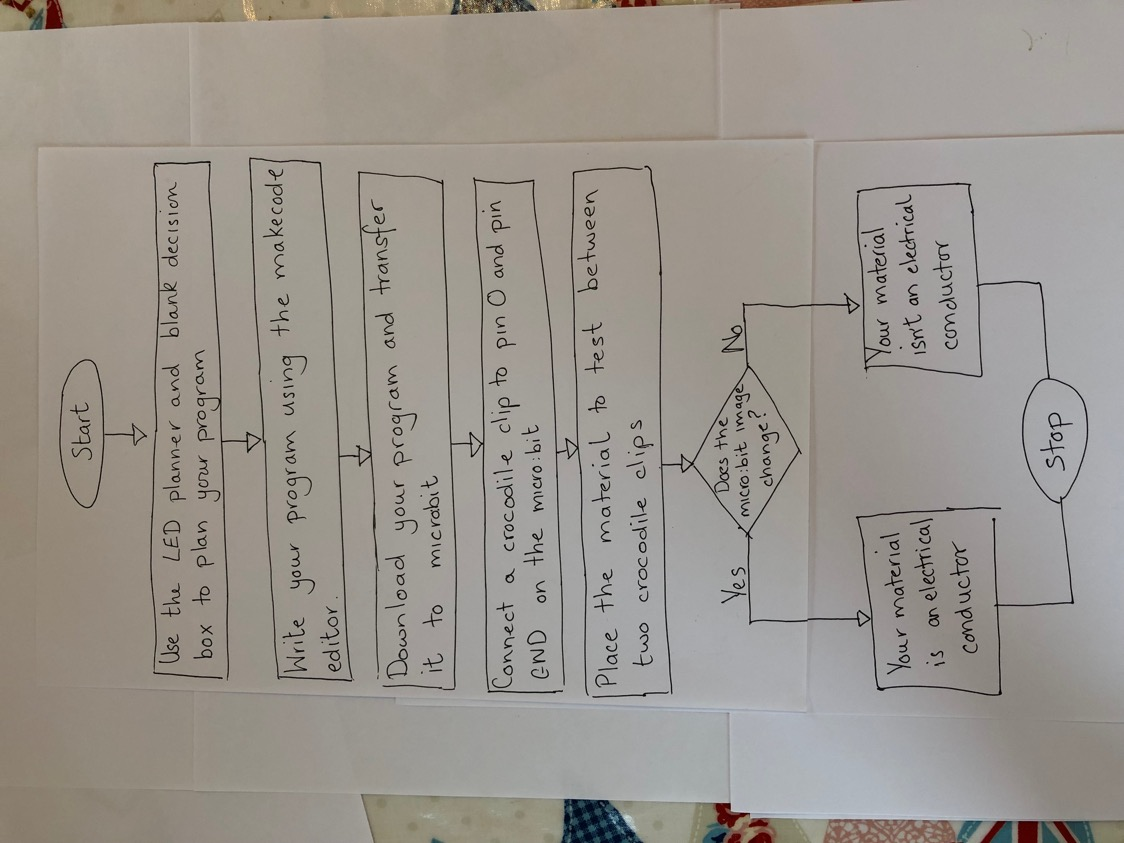 Start
Use the LED planner and blank decision
box to plan your program
Write your program using the makecode
editor.
Download your program and transfer
it to microbit
Connect a crocodile clip to pin 0 and pin
GND on the micro:bit
Place the material to test between
two crocodile clips
Does the
micro:bit image
change?
Yes
No
Your material
is an electrical
conductor
Your material
isn't an electrical
conductor
Stop